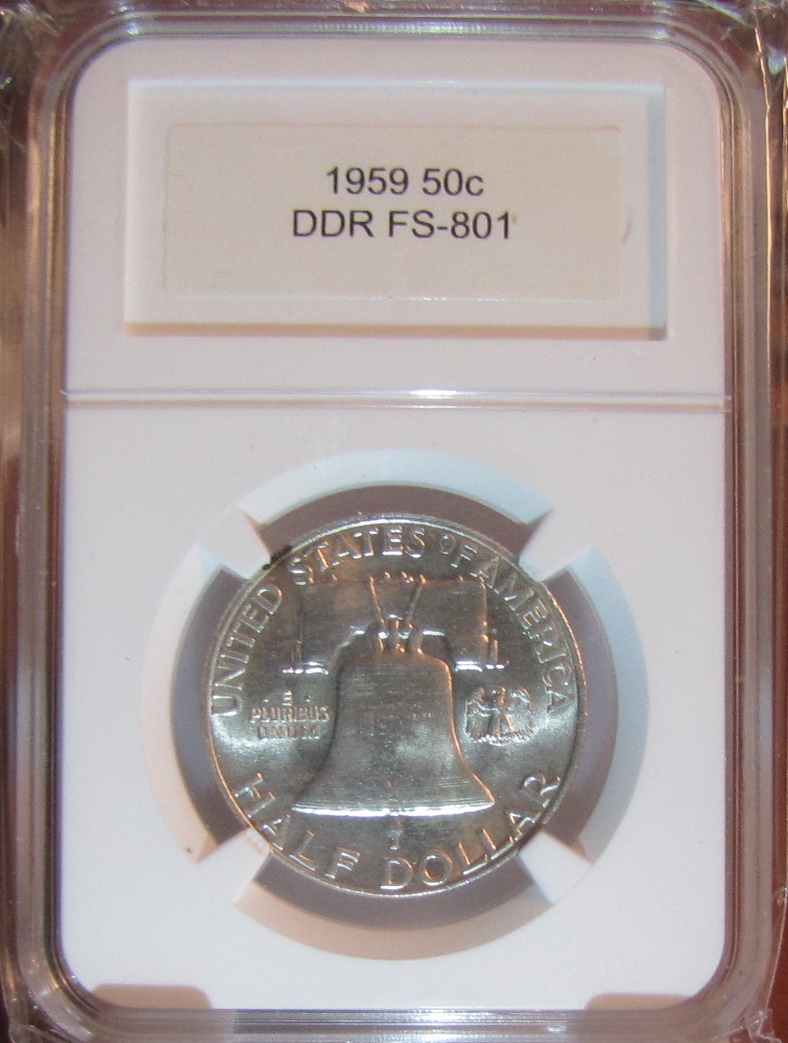 1959 50c
DDR FS-801
UNITED STATES OF AMERICA
E
PLURIBUS
UNUM
HALF DOLLAR